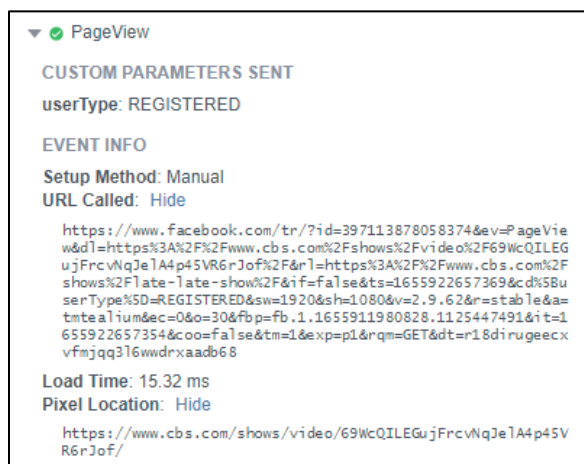 PageView
CUSTOM PARAMETERS SENT
userType: REGISTERED
EVENT INFO
Setup Method: Manual
URL Called: Hide
https://www.facebook.com/tr/?id=397113878058374&ev=PageVie
w&dl=https%3A%2F%2Fwww.cbs.com%2Fshows%2Fvideo%2F69WcQILEG
ujFrcvNqJelA4p45VR6rJof%2F&rl=https%3A%2F%2Fwww.cbs.com%2F
shows%2Flate-late-show%2F&if=false&ts=1655922657369&cd%5Bu
serType%5D=REGISTERED&sw=1920&sh=1080&v=2.9.62&r=stable&a=
tmtealium&ec=0&o=30&fbp=fb.1.1655911980828.1125447491&it=1
655922657354&coo=false&tm=1&exp=p1&rqm=GET&dt=r18dirugeecx
vfmjqq3l6wwdrxaadb68
Load Time: 15.32 ms
Pixel Location: Hide
https://www.cbs.com/shows/video/69WcQILEGujFrcvNqJelA4p45V
R6rJof/